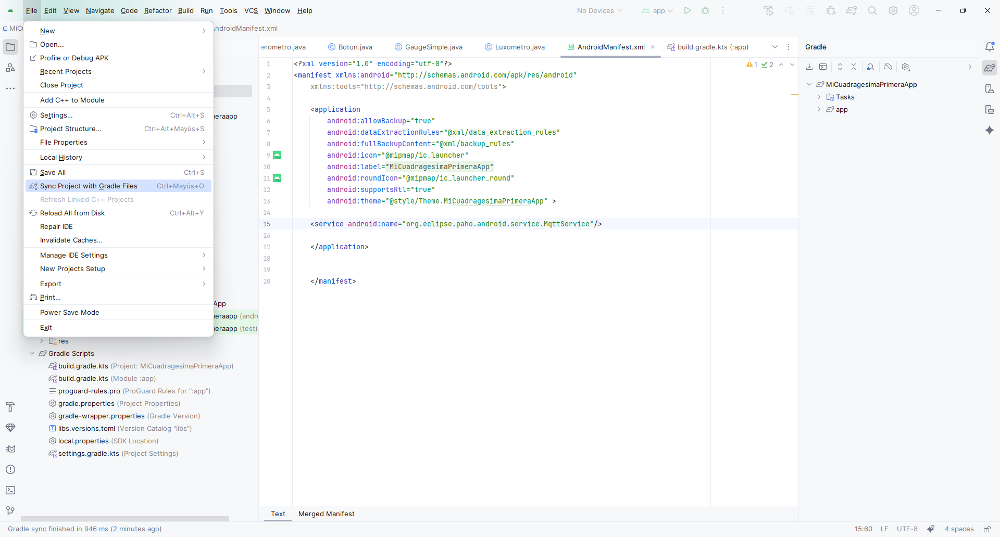 File Edit View Navigate Code Refactor Build Run Tools VCS Window Help
No Devices
app
MiCu
AndroidManifest.xml
New
Open...
Profile or Debug APK
Recent Projects
Close Project
Add C++ to Module
Settings... Ctrl+Alt+S
Project Structure... Ctrl+Alt+Mayús+S
File Properties
Local History
Save All Ctrl+S
Sync Project with Gradle Files Ctrl+Mayús+O
Refresh Linked C++ Projects
Reload All from Disk Ctrl+Alt+Y
Repair IDE
Invalidate Caches...
Manage IDE Settings
New Projects Setup
Export
Print...
Power Save Mode
Exit
neraapp
App
neraapp (andro
neraapp (test)
res
Gradle Scripts
build.gradle.kts (Project: MiCuadragesimaPrimeraApp)
build.gradle.kts (Module :app)
proguard-rules.pro (ProGuard Rules for ":app")
gradle.properties (Project Properties)
gradle-wrapper.properties (Gradle Version)
libs.versions.toml (Version Catalog "libs")
local.properties (SDK Location)
settings.gradle.kts (Project Settings)
erometro.java Boton.java GaugeSimple.java Luxometro.java AndroidManifest.xml build.gradle.kts (:app)
1 2
1 <?xml version="1.0" encoding="utf-8"?>
2 <manifest xmlns:android="http://schemas.android.com/apk/res/android"
3 xmlns:tools="http://schemas.android.com/tools">
4
5 <application
6 android:allowBackup="true"
7 android:dataExtractionRules="@xml/data_extraction_rules"
8 android:fullBackupContent="@xml/backup_rules"
9 android:icon="@mipmap/ic_launcher"
10 android:label="MiCuadragesimaPrimeraApp"
11 android:roundIcon="@mipmap/ic_launcher_round"
12 android:supportsRtl="true"
13 android:theme="@style/Theme.MiCuadragesimaPrimeraApp" >
14
15 <service android:name="org.eclipse.paho.android.service.MqttService"/>
16
17 </application>
18
19
20 </manifest>
Text Merged Manifest
Gradle
MiCuadragesimaPrimeraApp
Tasks
app
Gradle sync finished in 946 ms (2 minutes ago)
15:60 LF UTF-8 4 spaces